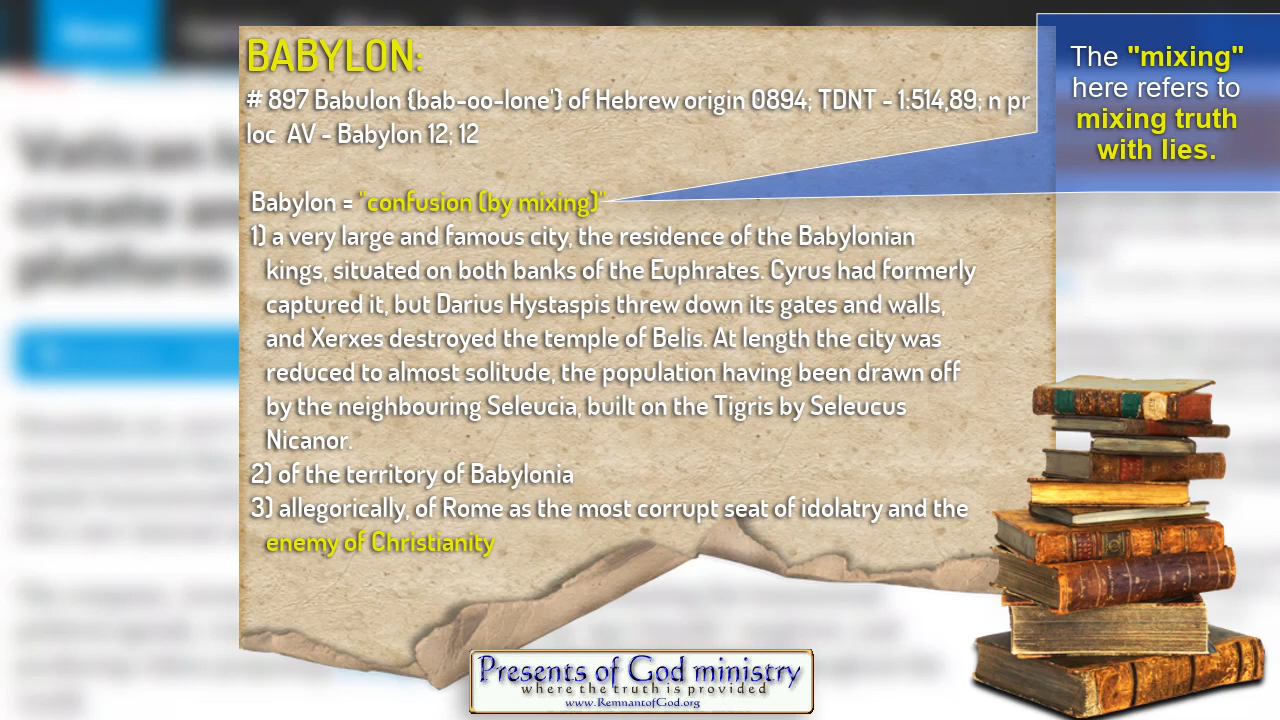 BABYLON:
# 897 Babulon {bab-oo-lone'} of Hebrew origin 0894; TDNT - 1:514,89; n pr
loc AV - Babylon 12; 12
Babylon = "confusion (by mixing)"
1) a very large and famous city, the residence of the Babylonian
kings, situated on both banks of the Euphrates. Cyrus had formerly
captured it, but Darius Hystaspis threw down its gates and walls,
and Xerxes destroyed the temple of Belis. At length the city was
reduced to almost solitude, the population having been drawn off
by the neighbouring Seleucia, built on the Tigris by Seleucus
Nicanor.
2) of the territory of Babylonia
3) allegorically, of Rome as the most corrupt seat of idolatry and the
enemy of Christianity
The "mixing"
here refers to
mixing truth
with lies.
Presents of God ministry
where the truth is provided
www.RemnantofGod.org